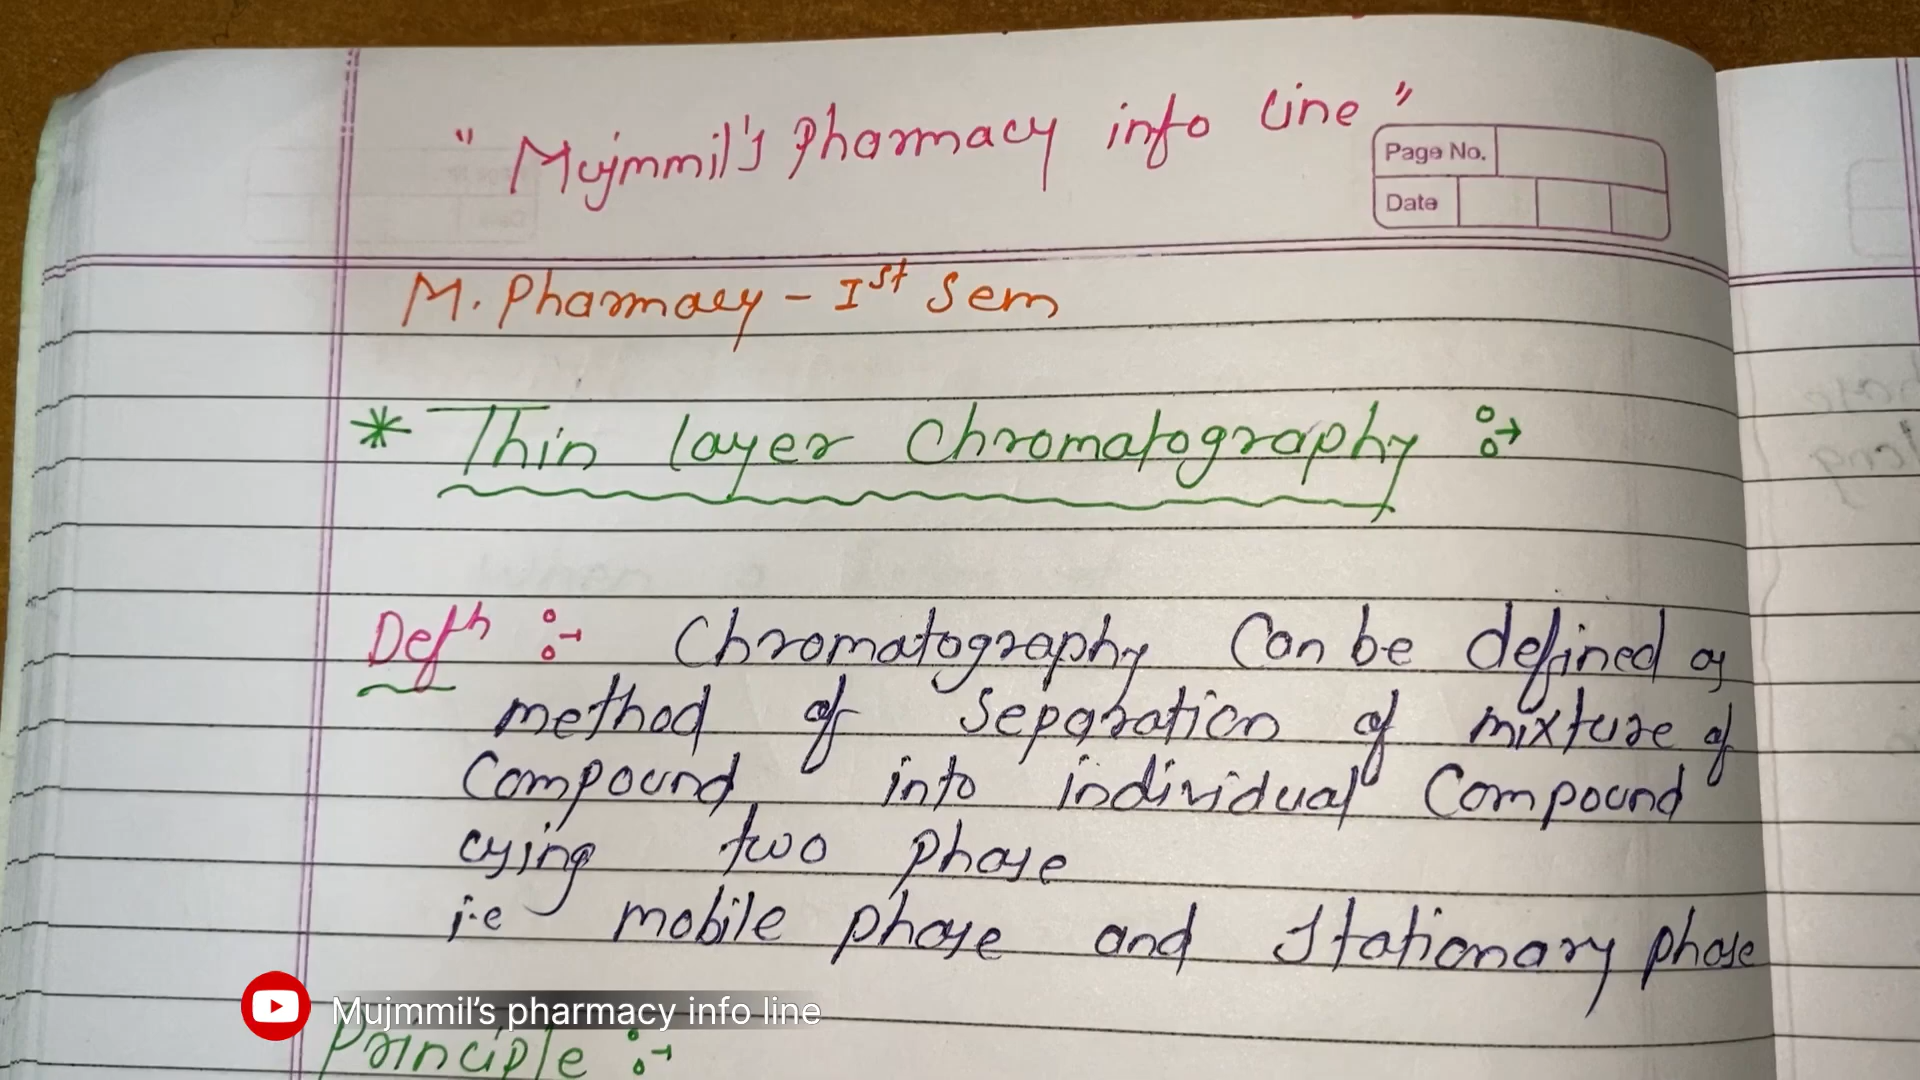 "Mujmmil's Pharmacy info line"
Page No.
Date
M. Pharmacy - Ist Sem
* Thin layer Chromatography :→
Defn :- Chromatography Can be defined as
method of Separation of mixture of
Compound into individual Compound
using two phase
i.e mobile phase and Stationary phase
Mujmmil's pharmacy info line
Principle :→